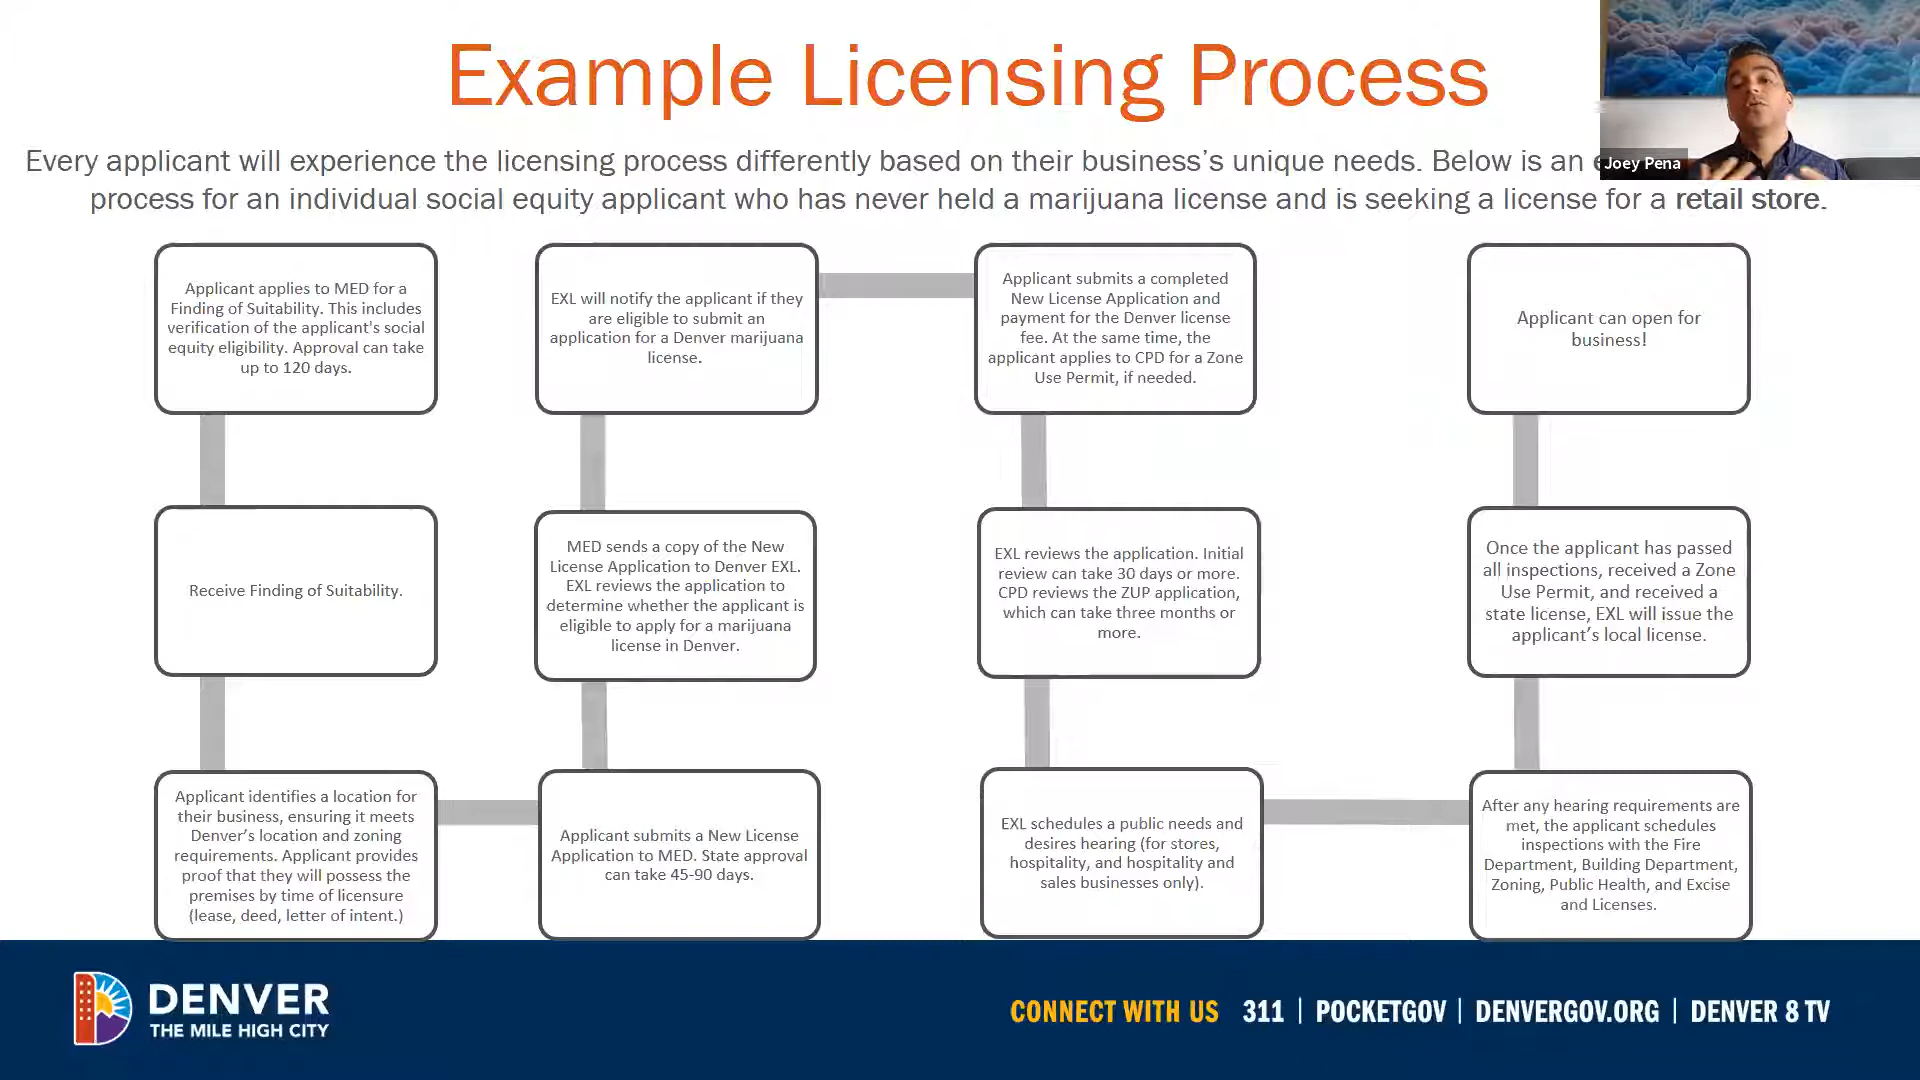 Example Licensing Process
Every applicant will experience the licensing process differently based on their business's unique needs. Below is an
process for an individual social equity applicant who has never held a marijuana license and is seeking a license for a retail store.
Joey Pena
Applicant applies to MED for a
Finding of Suitability. This includes
verification of the applicant's social
equity eligibility. Approval can take
up to 120 days.
Receive Finding of Suitability.
Applicant identifies a location for
their business, ensuring it meets
Denver's location and zoning
requirements. Applicant provides
proof that they will possess the
premises by time of licensure
(lease, deed, letter of intent.)
Applicant submits a New License
Application to MED. State approval
can take 45-90 days.
MED sends a copy of the New
License Application to Denver EXL.
EXL reviews the application to
determine whether the applicant is
eligible to apply for a marijuana
license in Denver.
EXL will notify the applicant if they
are eligible to submit an
application for a Denver marijuana
license.
Applicant submits a completed
New License Application and
payment for the Denver license
fee. At the same time, the
applicant applies to CPD for a Zone
Use Permit, if needed.
EXL reviews the application. Initial
review can take 30 days or more.
CPD reviews the ZUP application,
which can take three months or
more.
EXL schedules a public needs and
desires hearing (for stores,
hospitality, and hospitality and
sales businesses only).
After any hearing requirements are
met, the applicant schedules
inspections with the Fire
Department, Building Department,
Zoning, Public Health, and Excise
and Licenses.
Once the applicant has passed
all inspections, received a Zone
Use Permit, and received a
state license, EXL will issue the
applicant's local license.
Applicant can open for
business!
DENVER
THE MILE HIGH CITY
CONNECT WITH US 311 | POCKETGOV | DENVERGOV.ORG | DENVER 8 TV